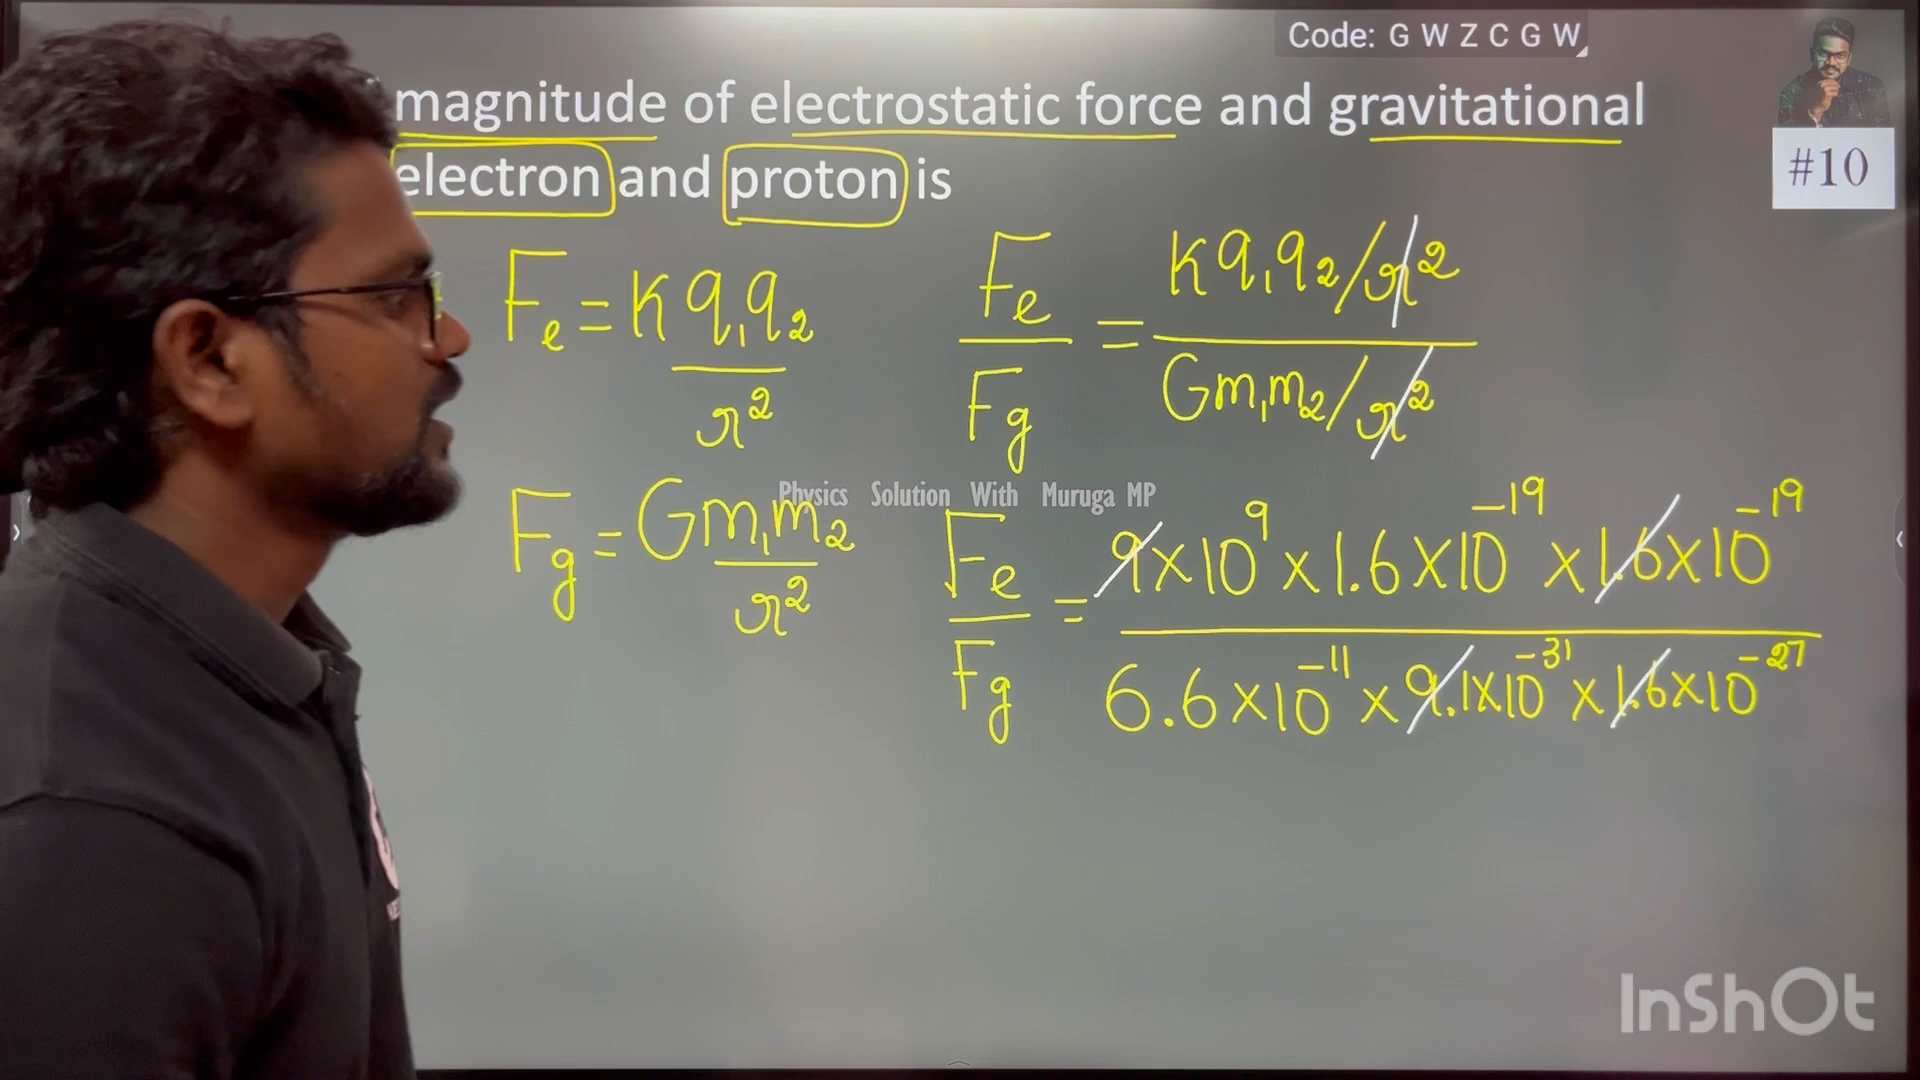 Code: G W Z C G W
magnitude of electrostatic force and gravitational
electron and proton is
#10
Fe = K q1q2 / r²
Fe / Fg = K q1q2/r² / Gm1m2/r²
Fg = Gm1m2 / r²
Physics Solution With Muruga MP
Fe / Fg = 9×10⁹×1.6×10⁻¹⁹×1.6×10⁻¹⁹ / 6.6×10⁻¹¹×9.1×10⁻³¹×1.6×10⁻²⁷
InShOt